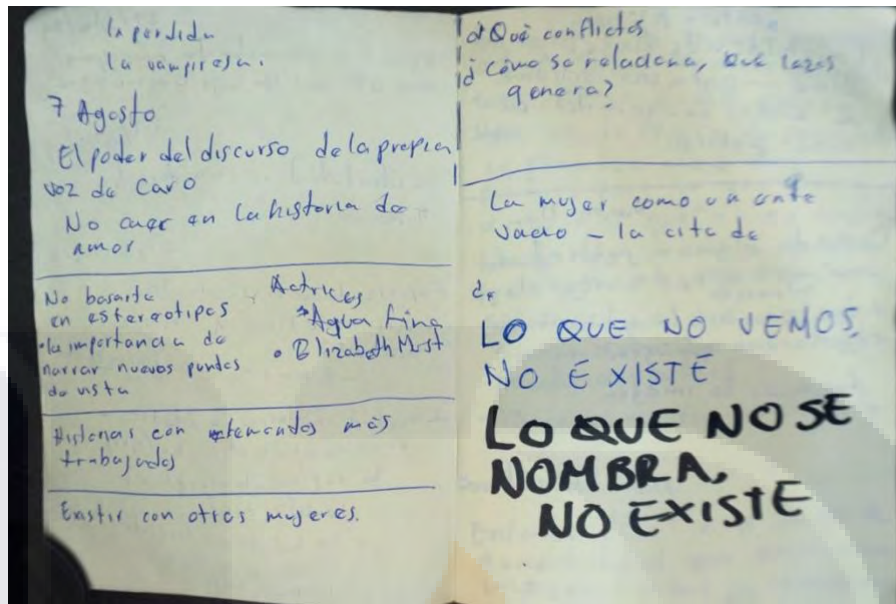 La perdida
La vampiresa.
7 Agosto
El poder del discurso de la propia
voz de Caro
No caer en la historia de
amor
No basarte
en estereotipos
• la importancia de
narrar nuevos puntos
de vista
Actrices
Agua Fina
• Elizabeth
Historias con más
trabajados
Existir con otras mujeres.
¿Qué conflictos
¿Cómo se relaciona, que lazos
genera?
La mujer como un ente
vacío – la cita de
LO QUE NO VEMOS,
NO EXISTE
LO QUE NO SE
NOMBRA,
NO EXISTE